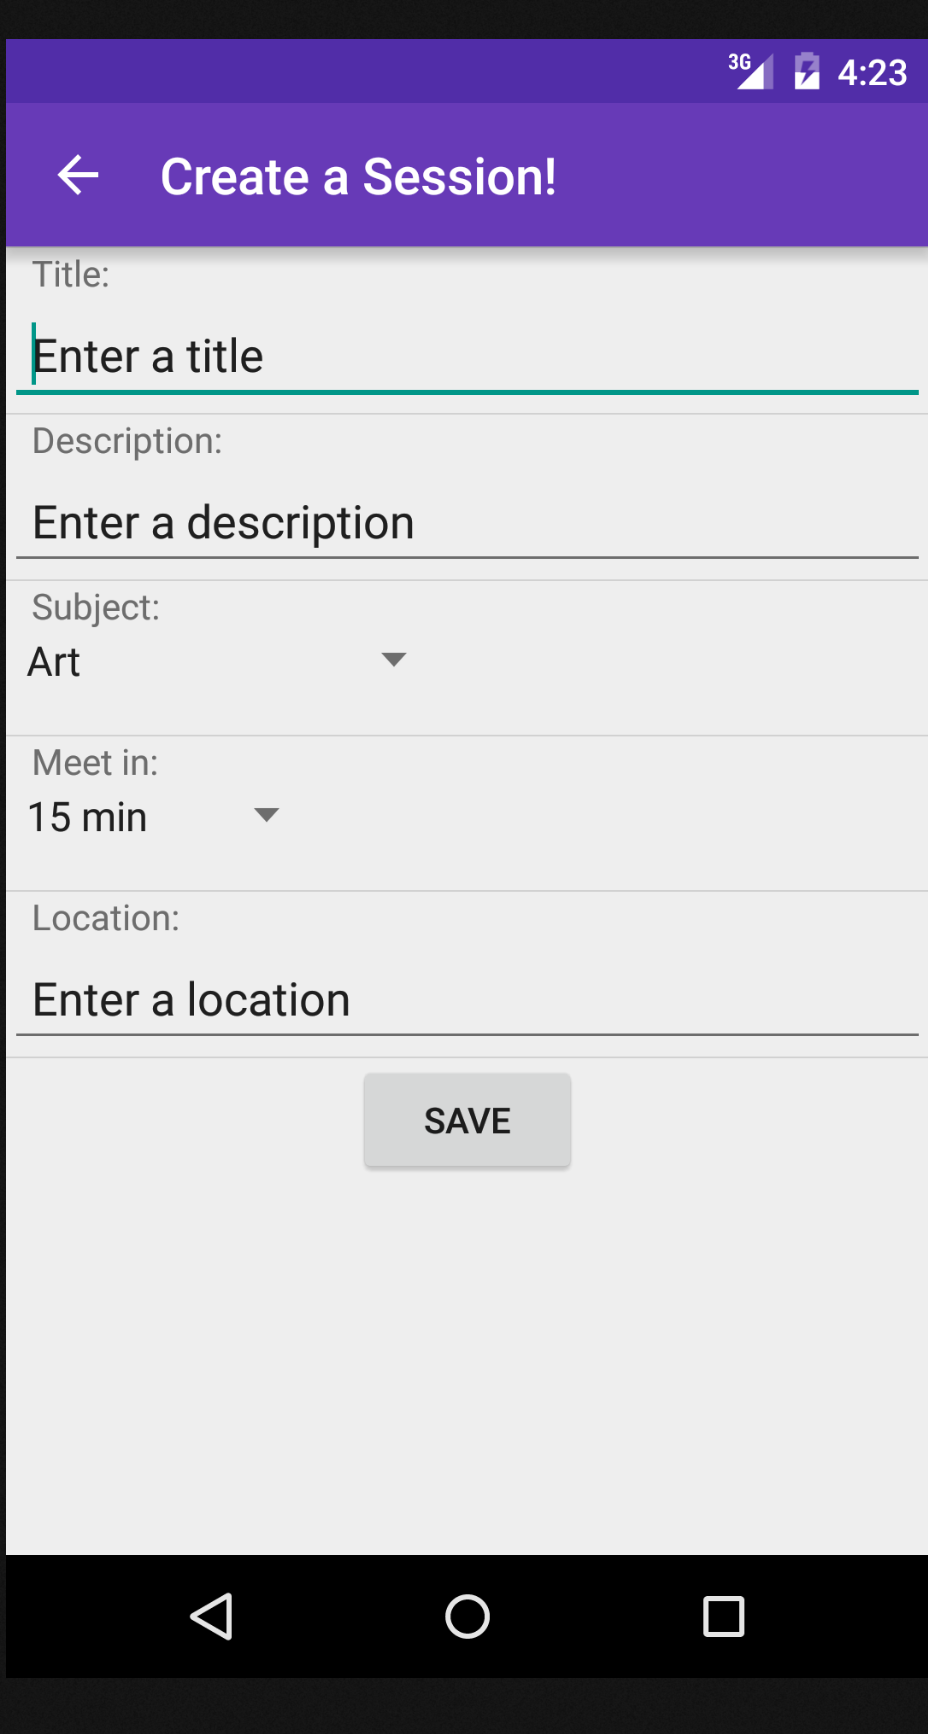 3G 4:23
Create a Session!
Title:
Enter a title
Description:
Enter a description
Subject:
Art
Meet in:
15 min
Location:
Enter a location
SAVE